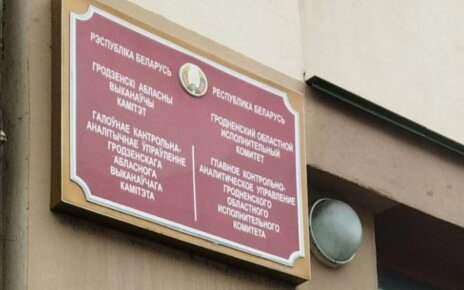 РЭСПУБЛІКА БЕЛАРУСЬ
ГРОДЗЕНСКІ АБЛАСНЫ
ВЫКАНАЎЧЫ
КАМІТЭТ
ГАЛОЎНАЕ КАНТРОЛЬНА-
АНАЛІТЫЧНАЕ ЎПРАЎЛЕННЕ
ГРОДЗЕНСКАГА
АБЛАСНОГА
ВЫКАНАЎЧАГА
КАМІТЭТА
РЕСПУБЛИКА БЕЛАРУСЬ
ГРОДНЕНСКИЙ ОБЛАСТНОЙ
ИСПОЛНИТЕЛЬНЫЙ
КОМИТЕТ
ГЛАВНОЕ КОНТРОЛЬНО-
АНАЛИТИЧЕСКОЕ УПРАВЛЕНИЕ
ГРОДНЕНСКОГО
ОБЛАСТНОГО
ИСПОЛНИТЕЛЬНОГО
КОМИТЕТА